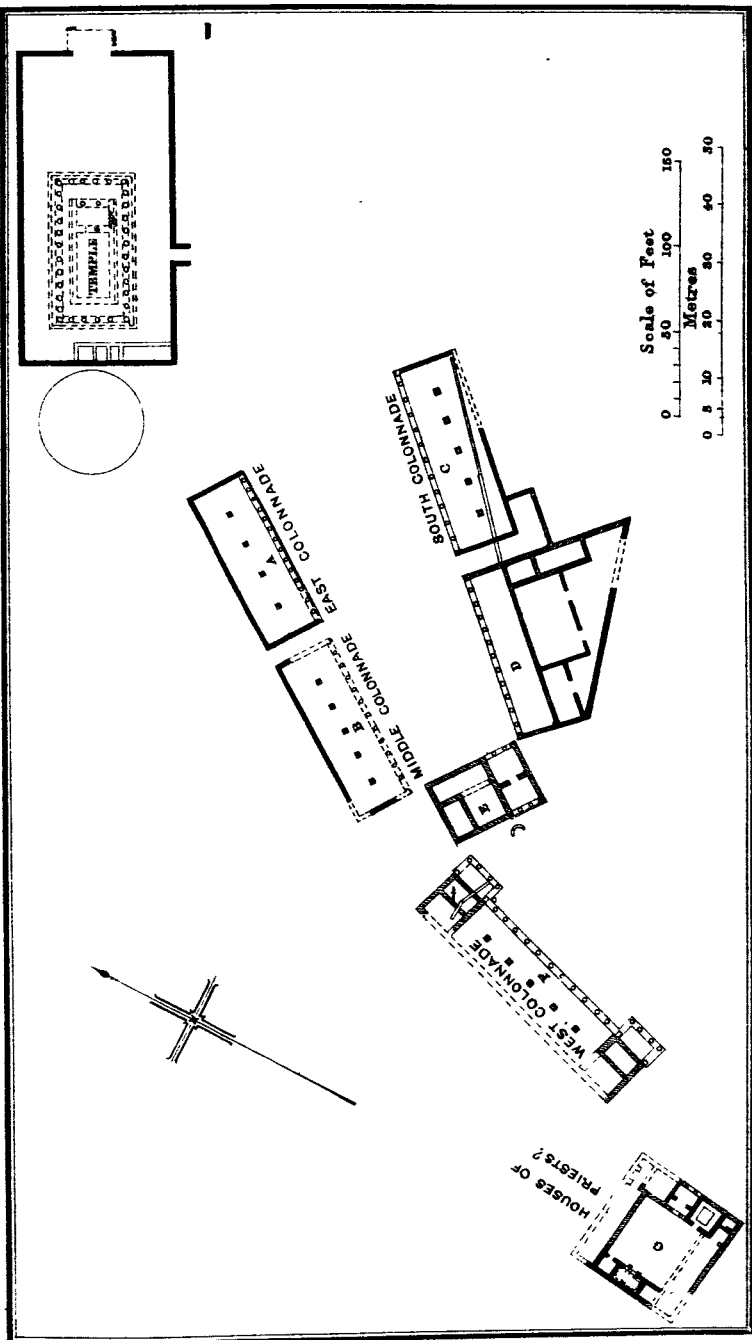 TEMPLE
A
EAST COLONNADE
B
MIDDLE COLONNADE
SOUTH COLONNADE
C
D
E
WEST COLONNADE
F
HOUSES OF
PRIESTS?
G
Scale of Feet
0 50 100 150
Metres
0 5 10 20 30 40 50